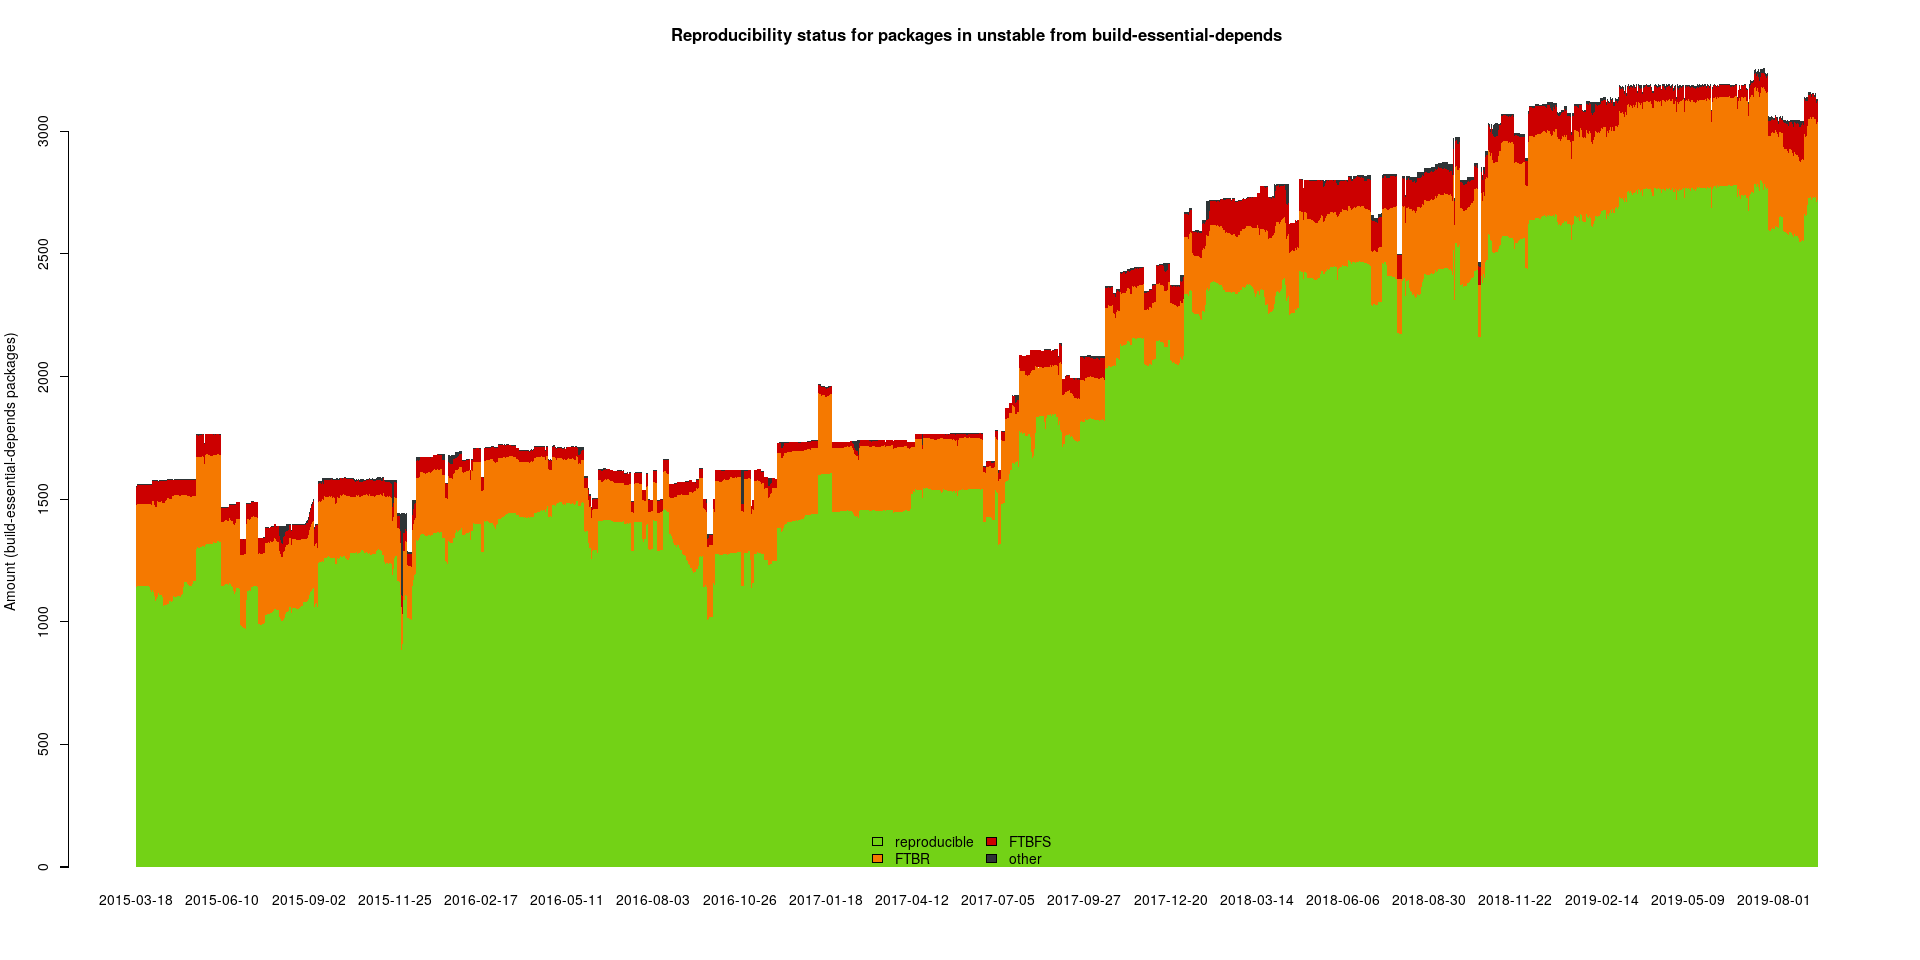 Reproducibility status for packages in unstable from build-essential-depends
Amount (build-essential-depends packages)
3000
2500
2000
1500
1000
500
0
reproducible FTBFS
FTBR other
2015-03-18 2015-06-10 2015-09-02 2015-11-25 2016-02-17 2016-05-11 2016-08-03 2016-10-26 2017-01-18 2017-04-12 2017-07-05 2017-09-27 2017-12-20 2018-03-14 2018-06-06 2018-08-30 2018-11-22 2019-02-14 2019-05-09 2019-08-01